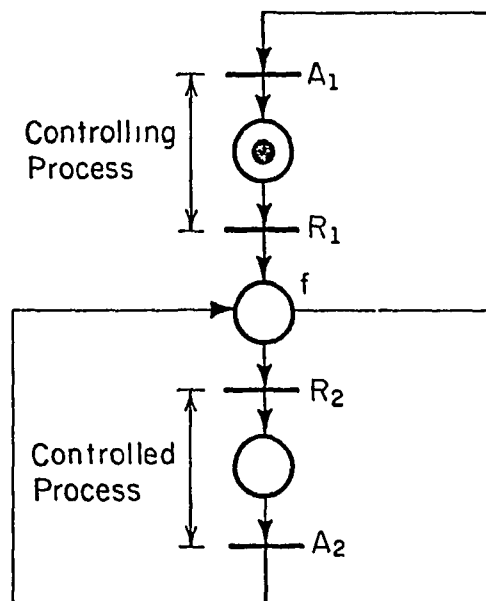 A1
Controlling
Process
R1
f
R2
Controlled
Process
A2